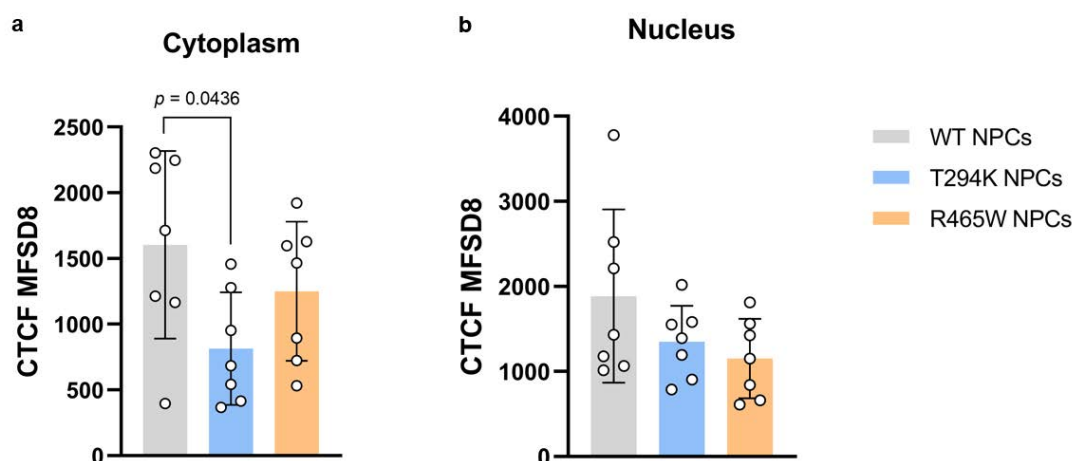 a
Cytoplasm
p = 0.0436
2500
2000
1500
1000
500
0
CTCF MFSD8
b
Nucleus
4000
3000
2000
1000
0
CTCF MFSD8
WT NPCs
T294K NPCs
R465W NPCs